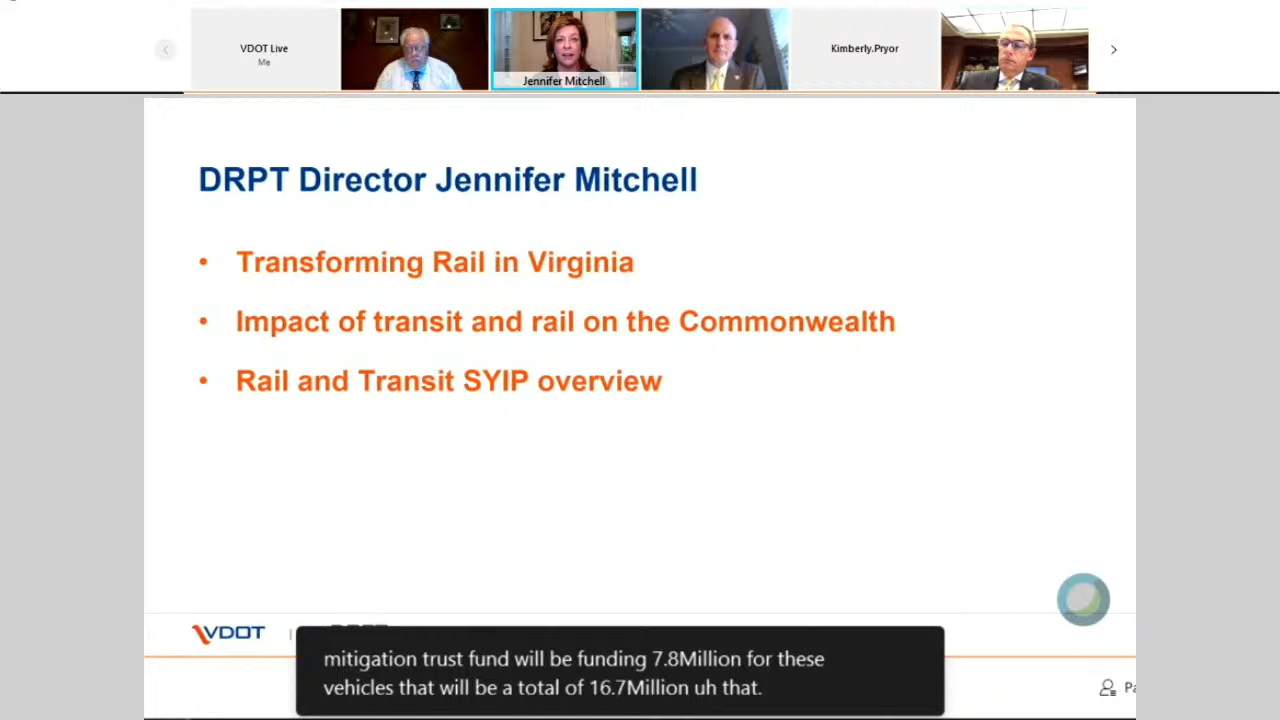 VDOT Live
Me
Jennifer Mitchell
Kimberly.Pryor
DRPT Director Jennifer Mitchell
• Transforming Rail in Virginia
• Impact of transit and rail on the Commonwealth
• Rail and Transit SYIP overview
VDOT
mitigation trust fund will be funding 7.8Million for these
vehicles that will be a total of 16.7Million uh that.